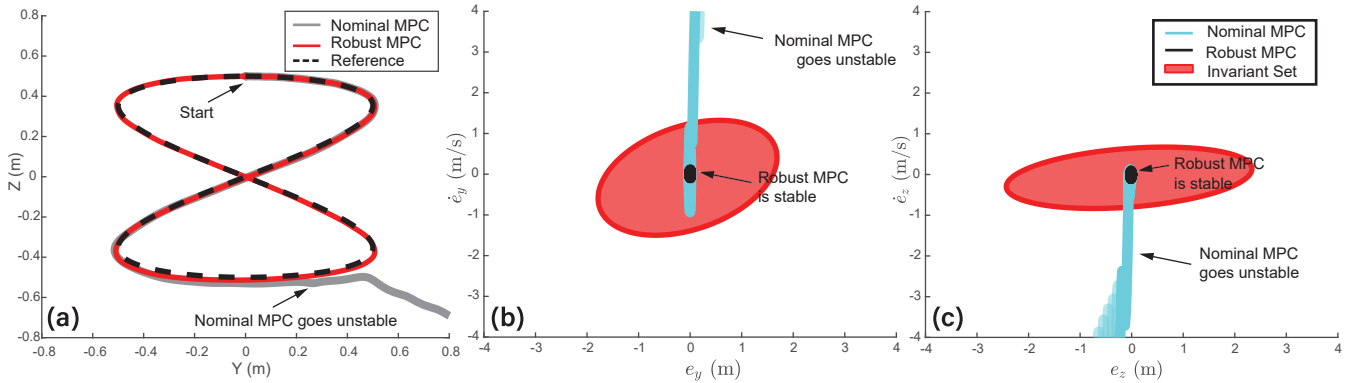 0.8
0.6
0.4
0.2
0
-0.2
-0.4
-0.6
-0.8
Z (m)
-0.8
-0.6
-0.4
-0.2
0
0.2
0.4
0.6
0.8
Y (m)
Nominal MPC
Robust MPC
Reference
Start
Nominal MPC goes unstable
(a)
4
3
2
1
0
-1
-2
-3
-4
ė_y (m/s)
-4
-3
-2
-1
0
1
2
3
4
e_y (m)
Nominal MPC
goes unstable
Robust MPC
is stable
(b)
4
3
2
1
0
-1
-2
-3
-4
ė_z (m/s)
-4
-3
-2
-1
0
1
2
3
4
e_z (m)
Nominal MPC
Robust MPC
Invariant Set
Robust MPC
is stable
Nominal MPC
goes unstable
(c)